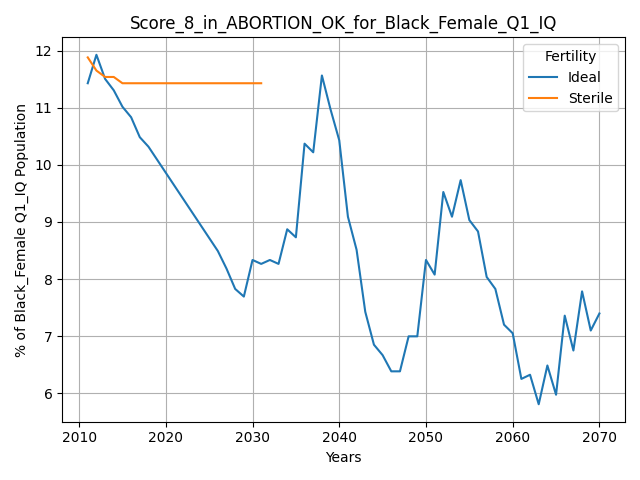 Score_8_in_ABORTION_OK_for_Black_Female_Q1_IQ
Fertility
Ideal
Sterile
% of Black_Female Q1_IQ Population
12
11
10
9
8
7
6
2010 2020 2030 2040 2050 2060 2070
Years